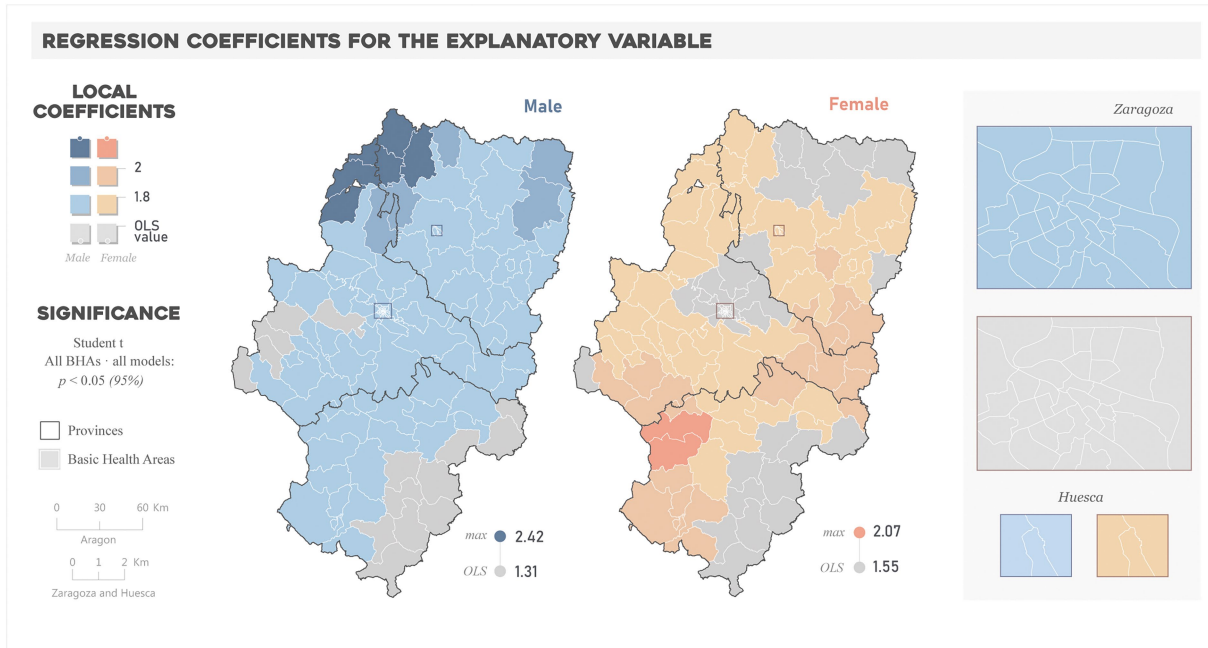 REGRESSION COEFFICIENTS FOR THE EXPLANATORY VARIABLE
LOCAL
COEFFICIENTS
2
1.8
OLS
value
Male Female
SIGNIFICANCE
Student t
All BHAs · all models:
p < 0.05 (95%)
Provinces
Basic Health Areas
0 30 60 Km
Aragon
0 1 2 Km
Zaragoza and Huesca
Male
max 2.42
OLS 1.31
Female
max 2.07
OLS 1.55
Zaragoza
Huesca